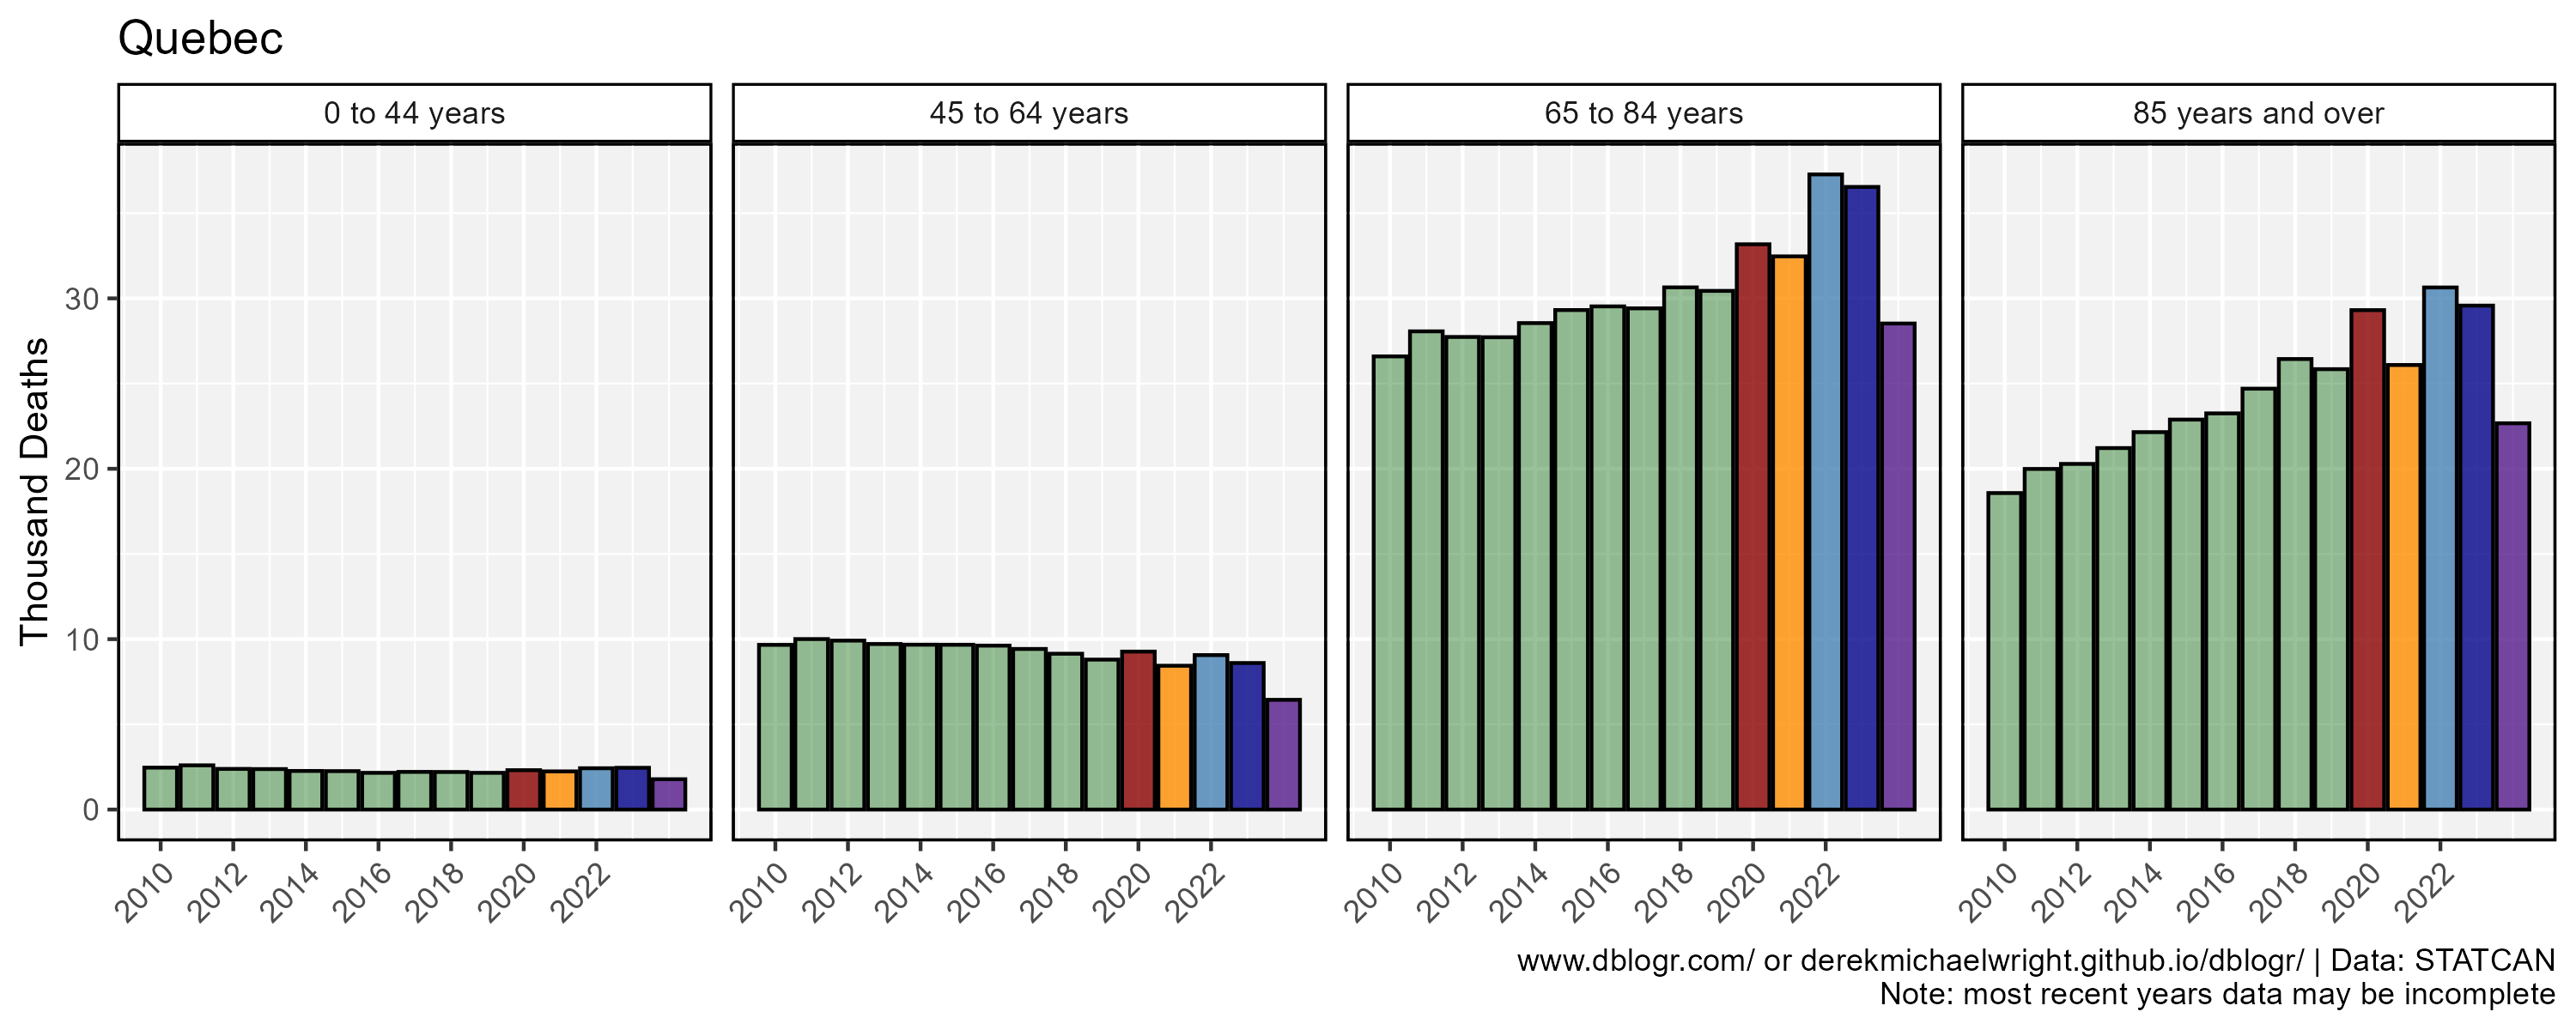 Quebec
0 to 44 years
45 to 64 years
65 to 84 years
85 years and over
Thousand Deaths
30
20
10
0
2010 2012 2014 2016 2018 2020 2022
2010 2012 2014 2016 2018 2020 2022
2010 2012 2014 2016 2018 2020 2022
2010 2012 2014 2016 2018 2020 2022
www.dblogr.com/ or derekmichaelwright.github.io/dblogr/ | Data: STATCAN
Note: most recent years data may be incomplete